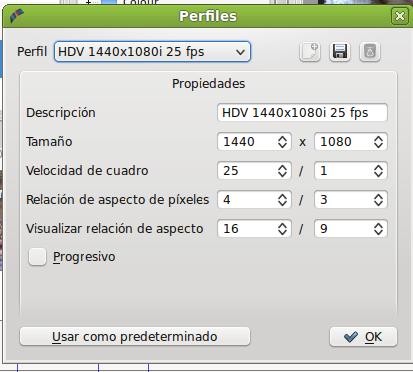 Colour
Perfiles
Perfil HDV 1440x1080i 25 fps
Propiedades
Descripción HDV 1440x1080i 25 fps
Tamaño 1440 x 1080
Velocidad de cuadro 25 / 1
Relación de aspecto de píxeles 4 / 3
Visualizar relación de aspecto 16 / 9
Progresivo
Usar como predeterminado OK